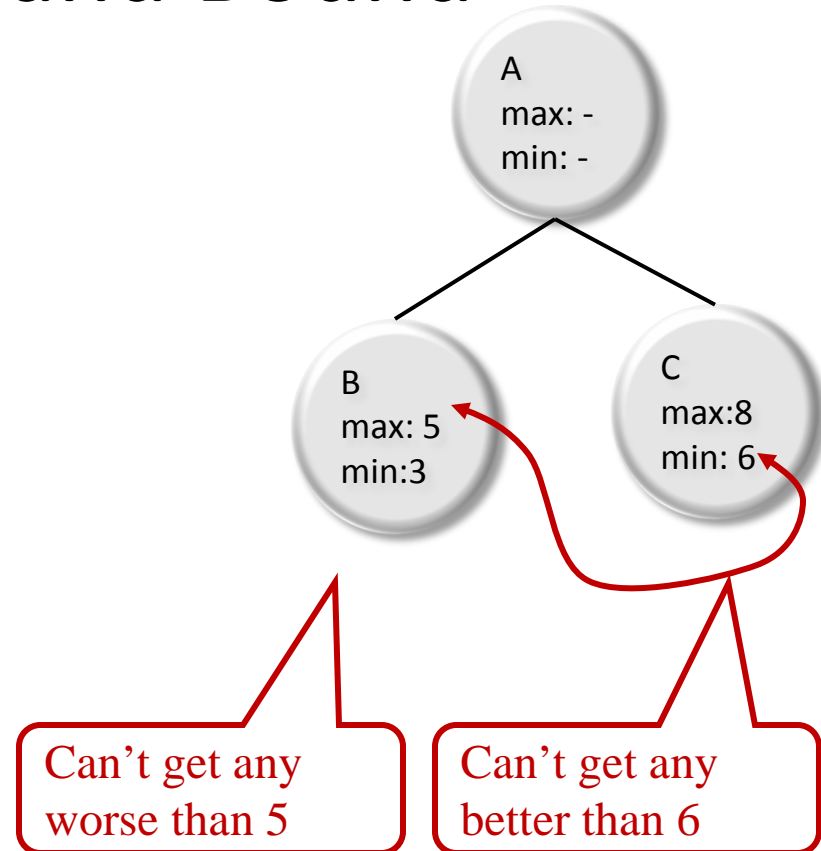 A
max: -
min: -
B
max: 5
min:3
C
max:8
min: 6
Can’t get any
worse than 5
Can’t get any
better than 6